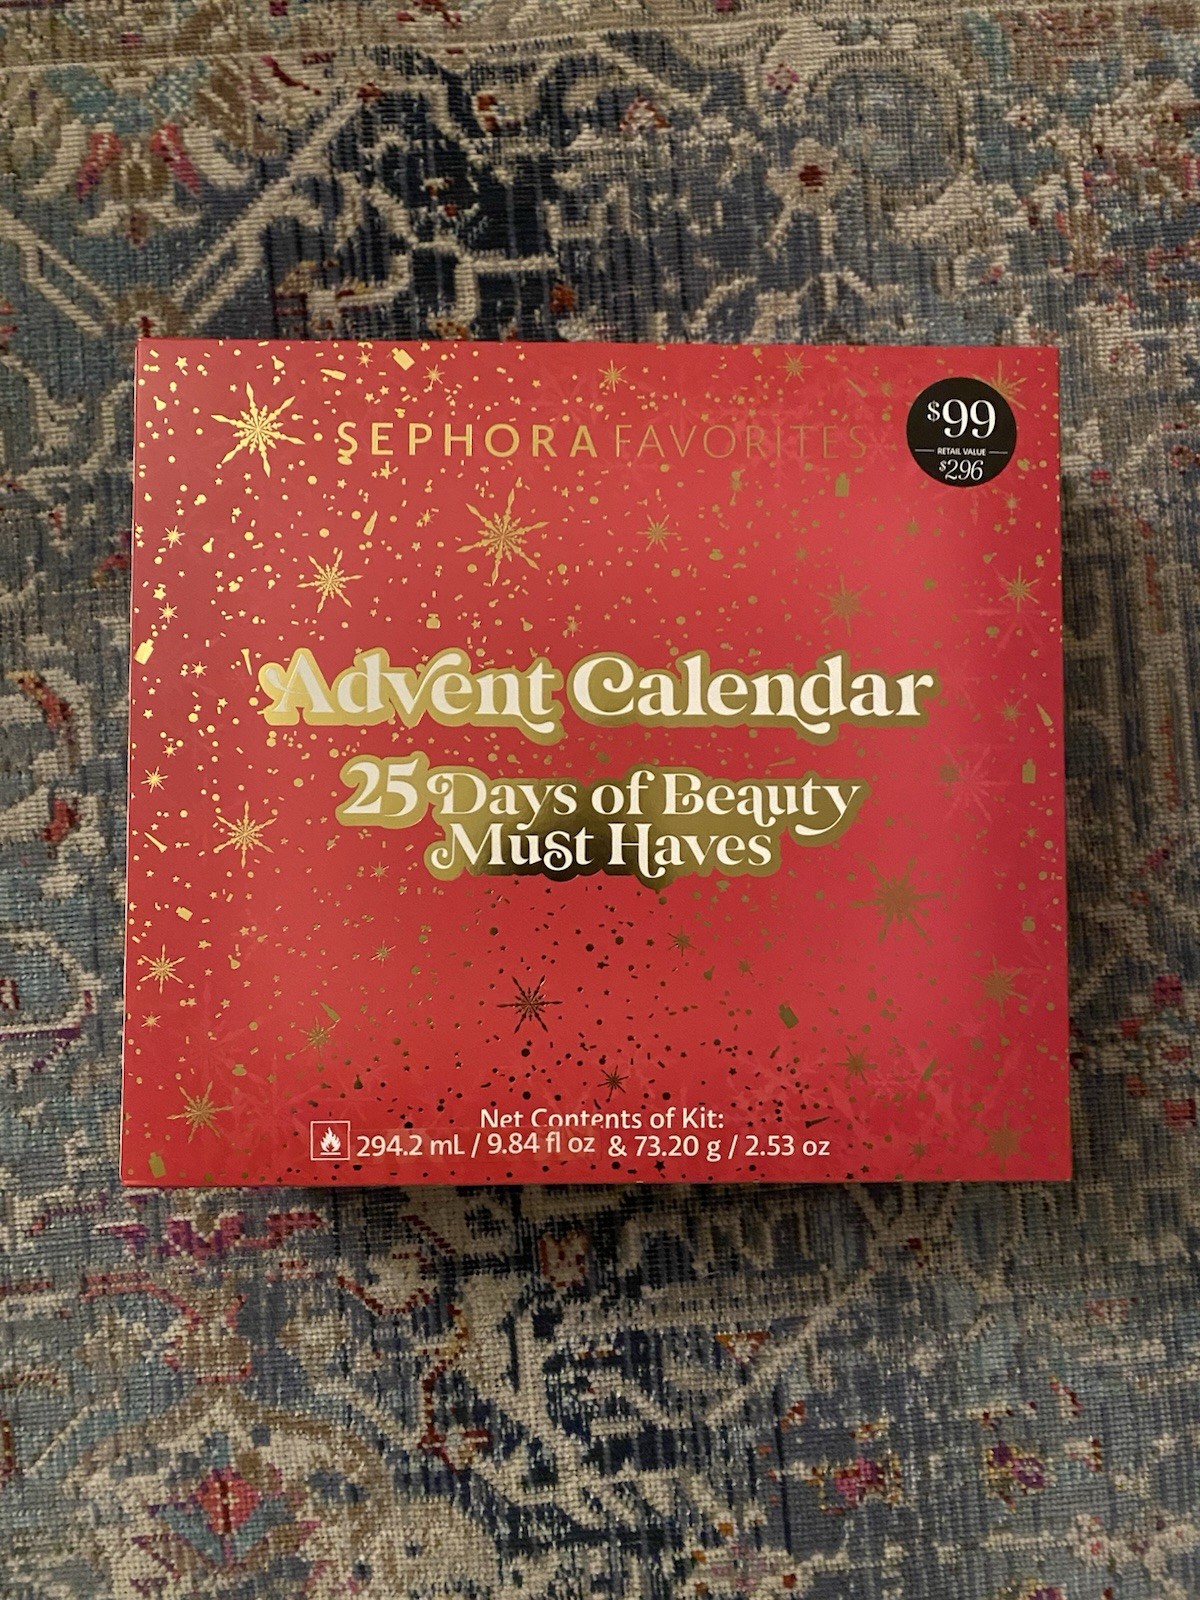 SEPHORA FAVORITES
$99
RETAIL VALUE
$296
Advent Calendar
25 Days of Beauty
Must Haves
Net Contents of Kit:
294.2 mL / 9.84 fl oz & 73.20 g / 2.53 oz